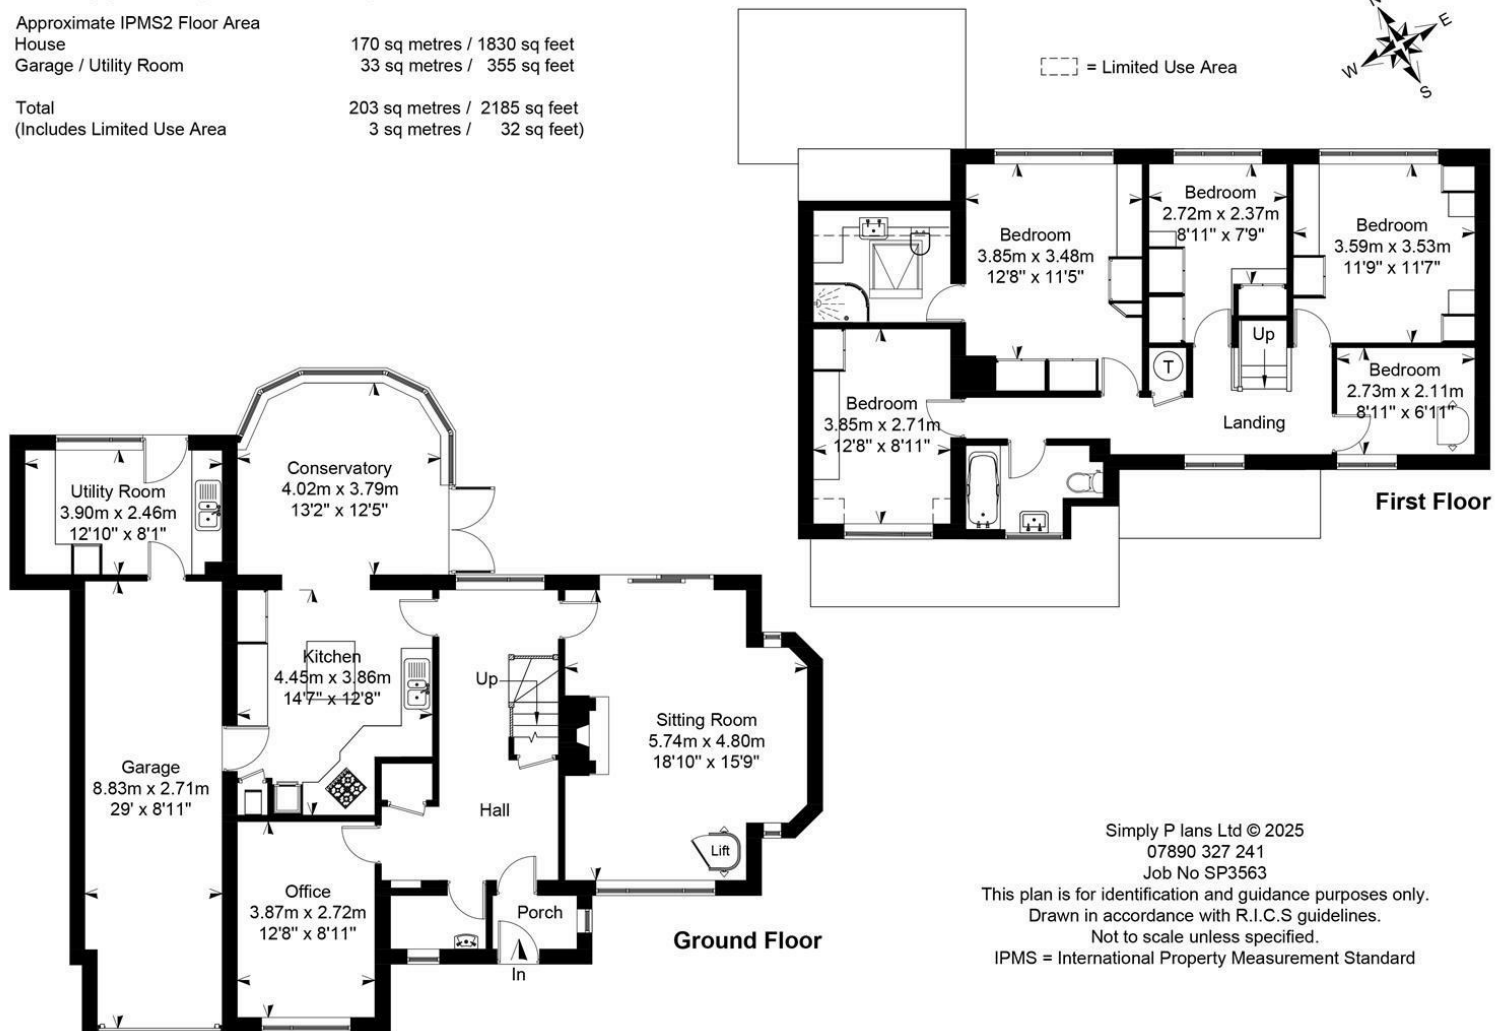 Approximate IPMS2 Floor Area
House 170 sq metres / 1830 sq feet
Garage / Utility Room 33 sq metres / 355 sq feet
Total 203 sq metres / 2185 sq feet
(Includes Limited Use Area 3 sq metres / 32 sq feet)
= Limited Use Area
N
E
W
S
Bedroom
3.85m x 3.48m
12'8" x 11'5"
Bedroom
2.72m x 2.37m
8'11" x 7'9"
Bedroom
3.59m x 3.53m
11'9" x 11'7"
Up
T
Bedroom
2.73m x 2.11m
8'11" x 6'11"
Bedroom
3.85m x 2.71m
12'8" x 8'11"
Landing
First Floor
Conservatory
4.02m x 3.79m
13'2" x 12'5"
Utility Room
3.90m x 2.46m
12'10" x 8'1"
Kitchen
4.45m x 3.86m
14'7" x 12'8"
Up
Sitting Room
5.74m x 4.80m
18'10" x 15'9"
Garage
8.83m x 2.71m
29' x 8'11"
Hall
Lift
Office
3.87m x 2.72m
12'8" x 8'11"
Porch
In
Ground Floor
Simply P lans Ltd © 2025
07890 327 241
Job No SP3563
This plan is for identification and guidance purposes only.
Drawn in accordance with R.I.C.S guidelines.
Not to scale unless specified.
IPMS = International Property Measurement Standard